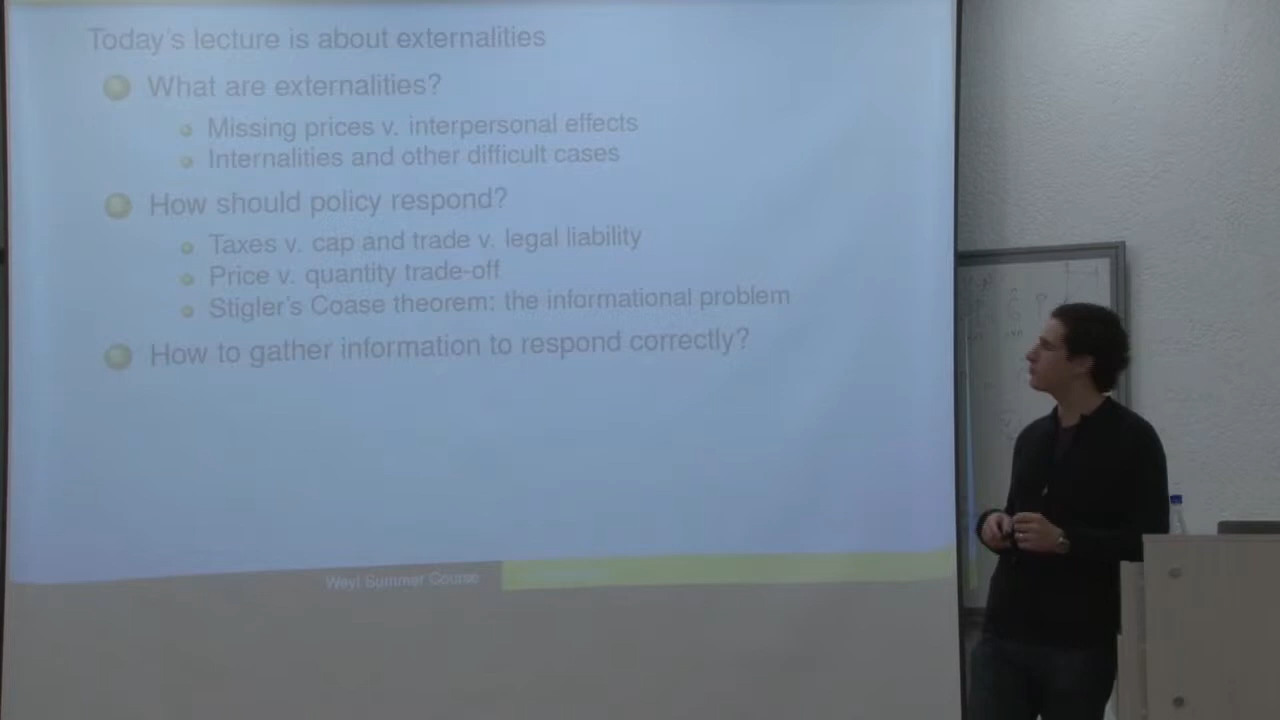 Today's lecture is about externalities
What are externalities?
Missing prices v. interpersonal effects
Internalities and other difficult cases
How should policy respond?
Taxes v. cap and trade v. legal liability
Price v. quantity trade-off
Stigler's Coase theorem: the informational problem
How to gather information to respond correctly?
Weyl Summer Course